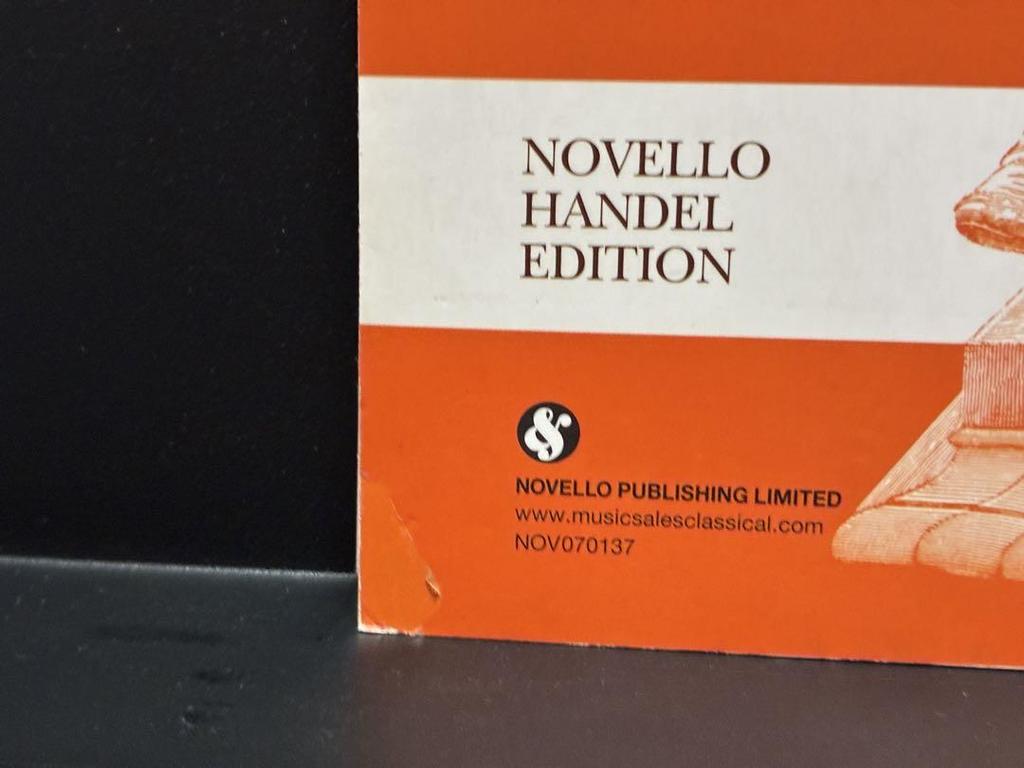 NOVELLO
HANDEL
EDITION
&
NOVELLO PUBLISHING LIMITED
www.musicsalesclassical.com
NOV070137